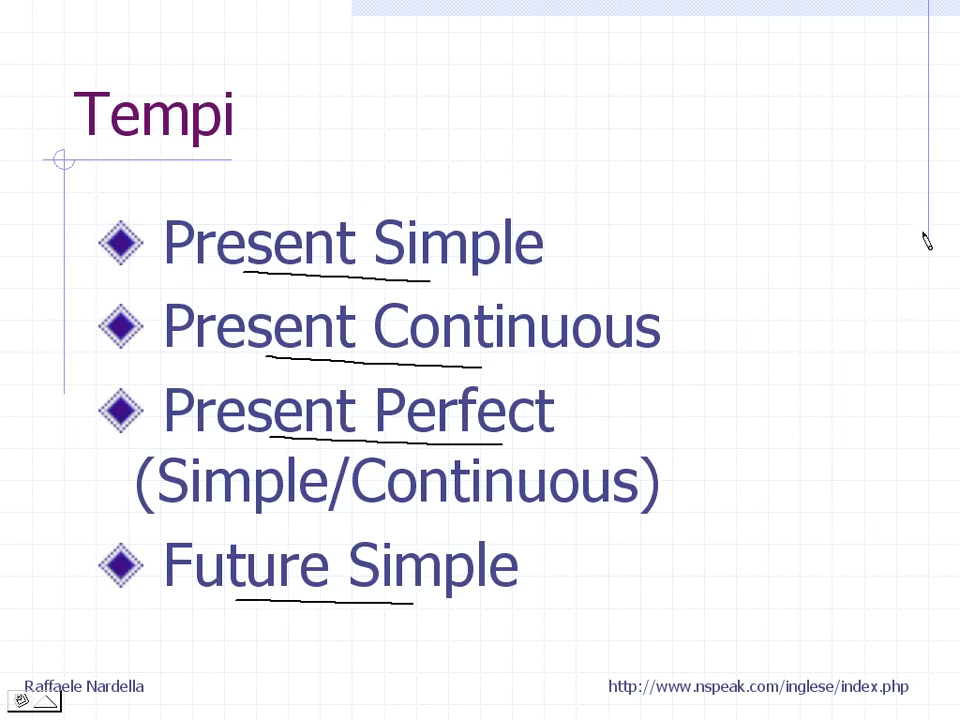 Tempi
Present Simple
Present Continuous
Present Perfect
(Simple/Continuous)
Future Simple
Raffaele Nardella
http://www.nspeak.com/inglese/index.php